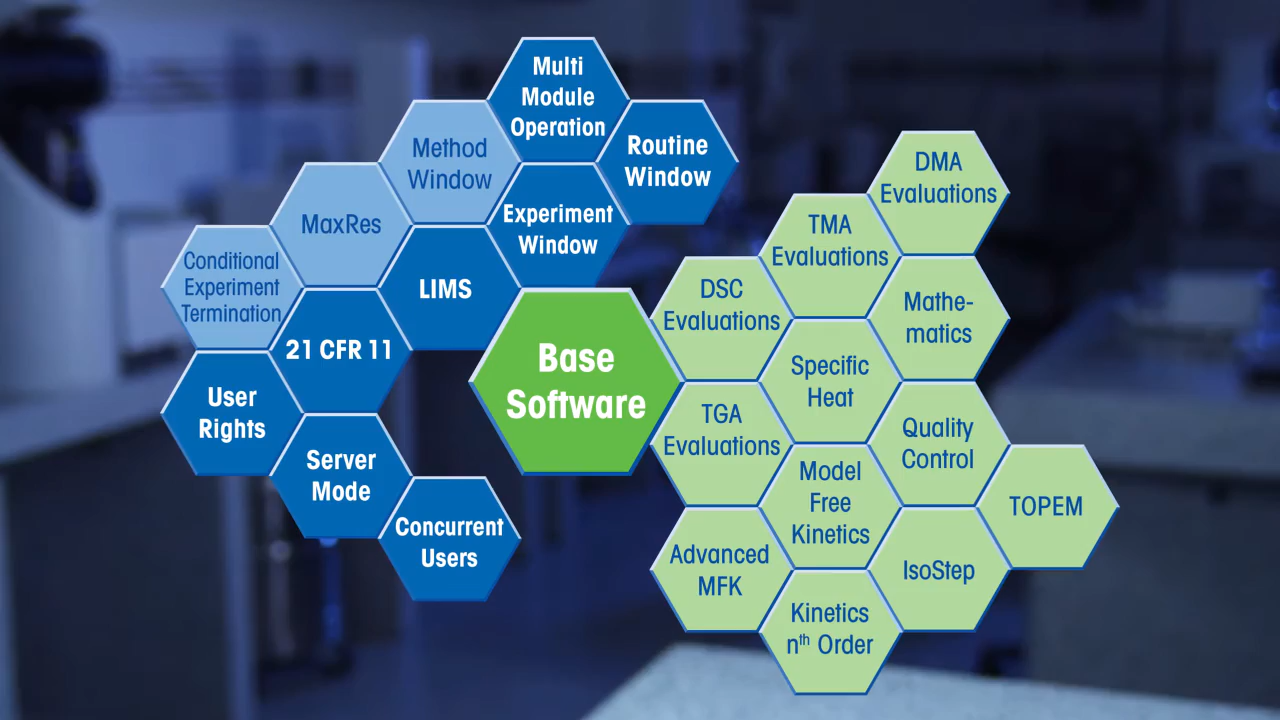 Multi
Module
Operation
Method
Window
Routine
Window
MaxRes
Experiment
Window
Conditional
Experiment
Termination
LIMS
21 CFR 11
User
Rights
Server
Mode
Concurrent
Users
Base
Software
DMA
Evaluations
TMA
Evaluations
DSC
Evaluations
Mathe-
matics
Specific
Heat
TGA
Evaluations
Quality
Control
Model
Free
Kinetics
TOPEM
Advanced
MFK
IsoStep
Kinetics
nth Order